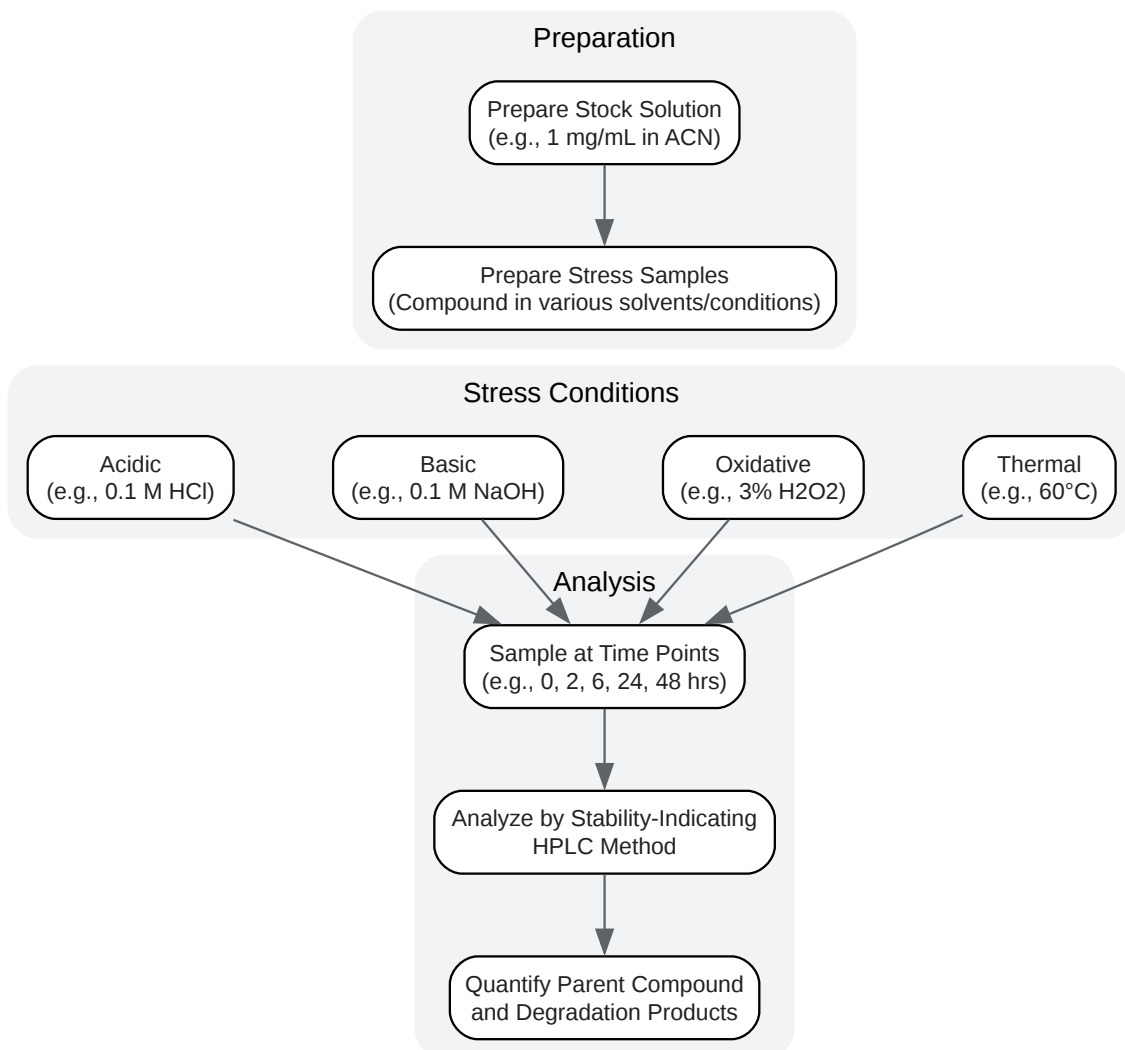 Preparation
Prepare Stock Solution
(e.g., 1 mg/mL in ACN)
Prepare Stress Samples
(Compound in various solvents/conditions)
Stress Conditions
Acidic
(e.g., 0.1 M HCl)
Basic
(e.g., 0.1 M NaOH)
Oxidative
(e.g., 3% H2O2)
Thermal
(e.g., 60°C)
Analysis
Sample at Time Points
(e.g., 0, 2, 6, 24, 48 hrs)
Analyze by Stability-Indicating
HPLC Method
Quantify Parent Compound
and Degradation Products